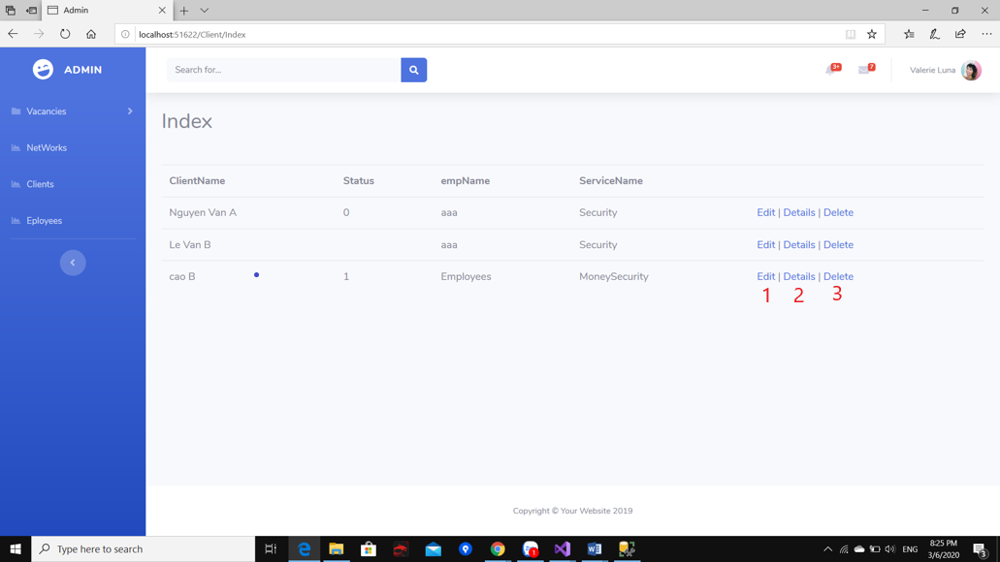 Admin
localhost:51622/Client/Index
ADMIN
Search for...
3+
7
Valerie Luna
Vacancies
NetWorks
Clients
Eployees
Index
ClientName Status empName ServiceName
Nguyen Van A 0 aaa Security Edit | Details | Delete
Le Van B aaa Security Edit | Details | Delete
cao B 1 Employees MoneySecurity Edit | Details | Delete
1 2 3
Copyright © Your Website 2019
Type here to search
1
ENG
8:25 PM
3/6/2020
3